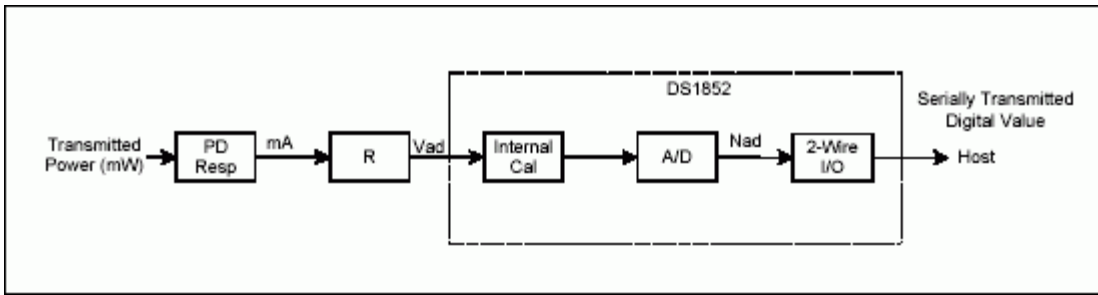 DS1852
Serially Transmitted
Digital Value
Transmitted
Power (mW)
PD
Resp
mA
R
Vad
Internal
Cal
A/D
Nad
2-Wire
I/O
Host